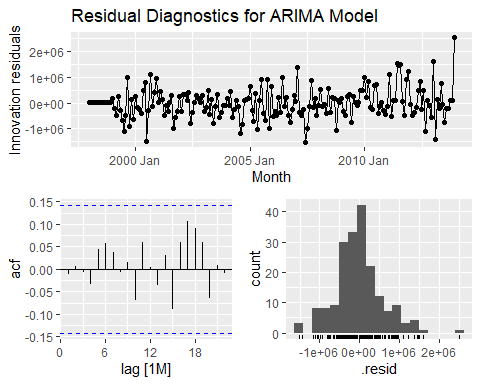 Residual Diagnostics for ARIMA Model
Innovation residuals
2e+06
1e+06
0e+00
-1e+06
2000 Jan
2005 Jan
2010 Jan
Month
acf
0.15
0.10
0.05
0.00
-0.05
-0.10
-0.15
0
6
12
18
lag [1M]
count
40
30
20
10
0
-1e+06
0e+00
1e+06
2e+06
.resid